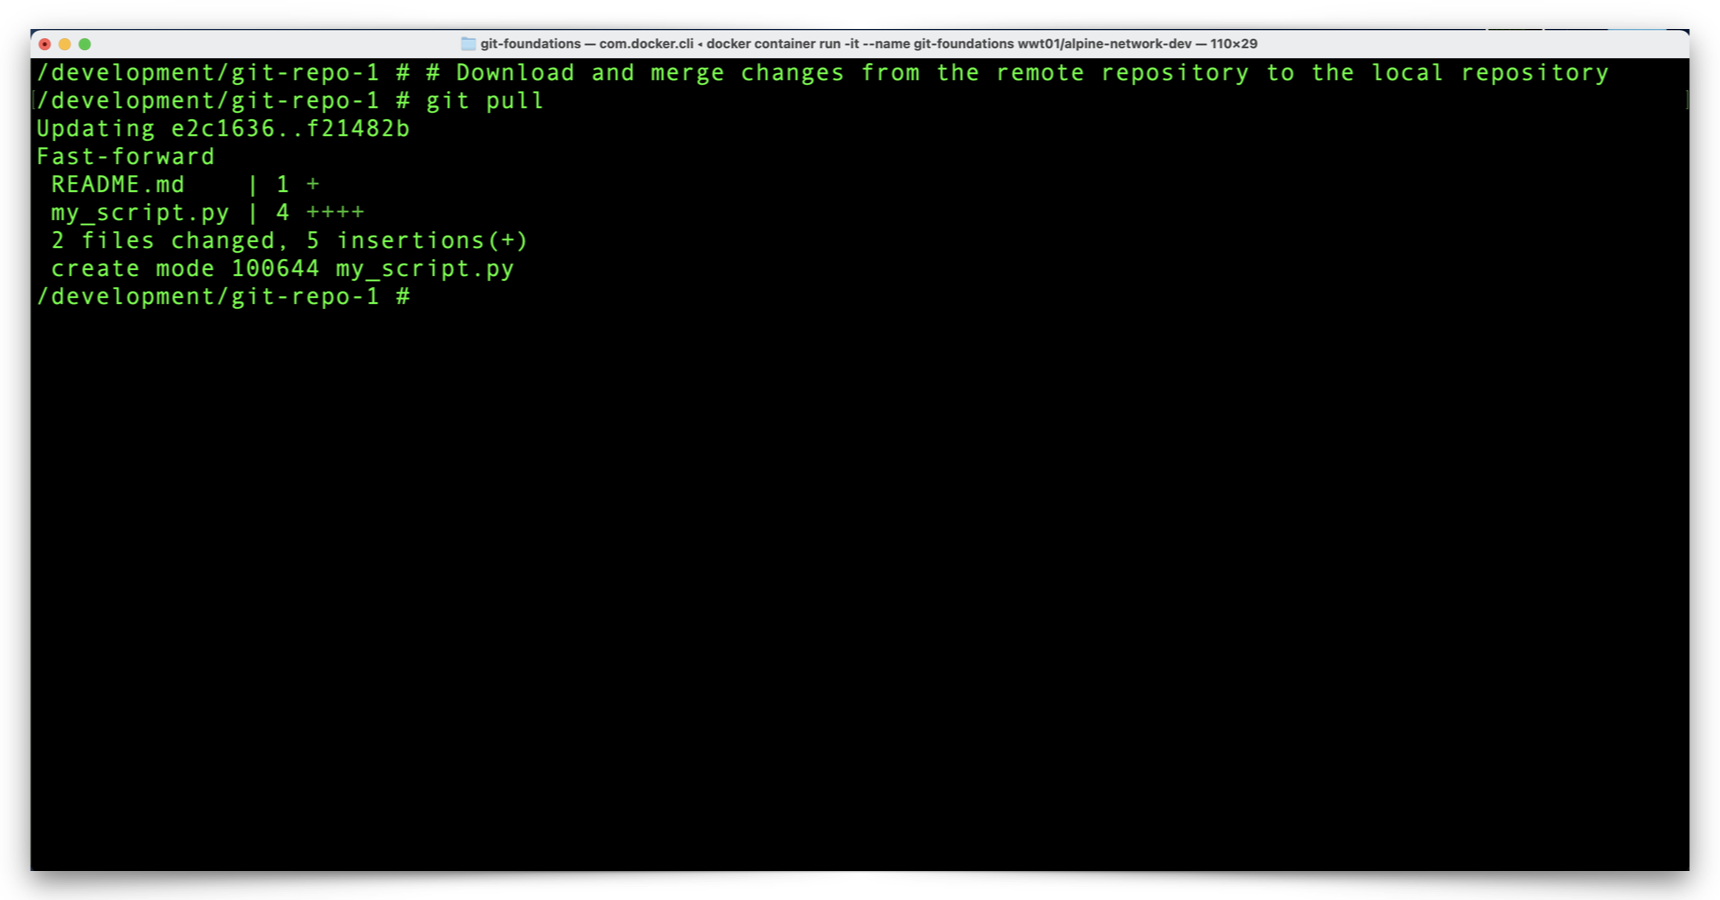 git-foundations — com.docker.cli ◂ docker container run -it --name git-foundations wwt01/alpine-network-dev — 110×29
/development/git-repo-1 # # Download and merge changes from the remote repository to the local repository
/development/git-repo-1 # git pull
Updating e2c1636..f21482b
Fast-forward
 README.md    | 1 +
 my_script.py | 4 ++++
 2 files changed, 5 insertions(+)
 create mode 100644 my_script.py
/development/git-repo-1 #